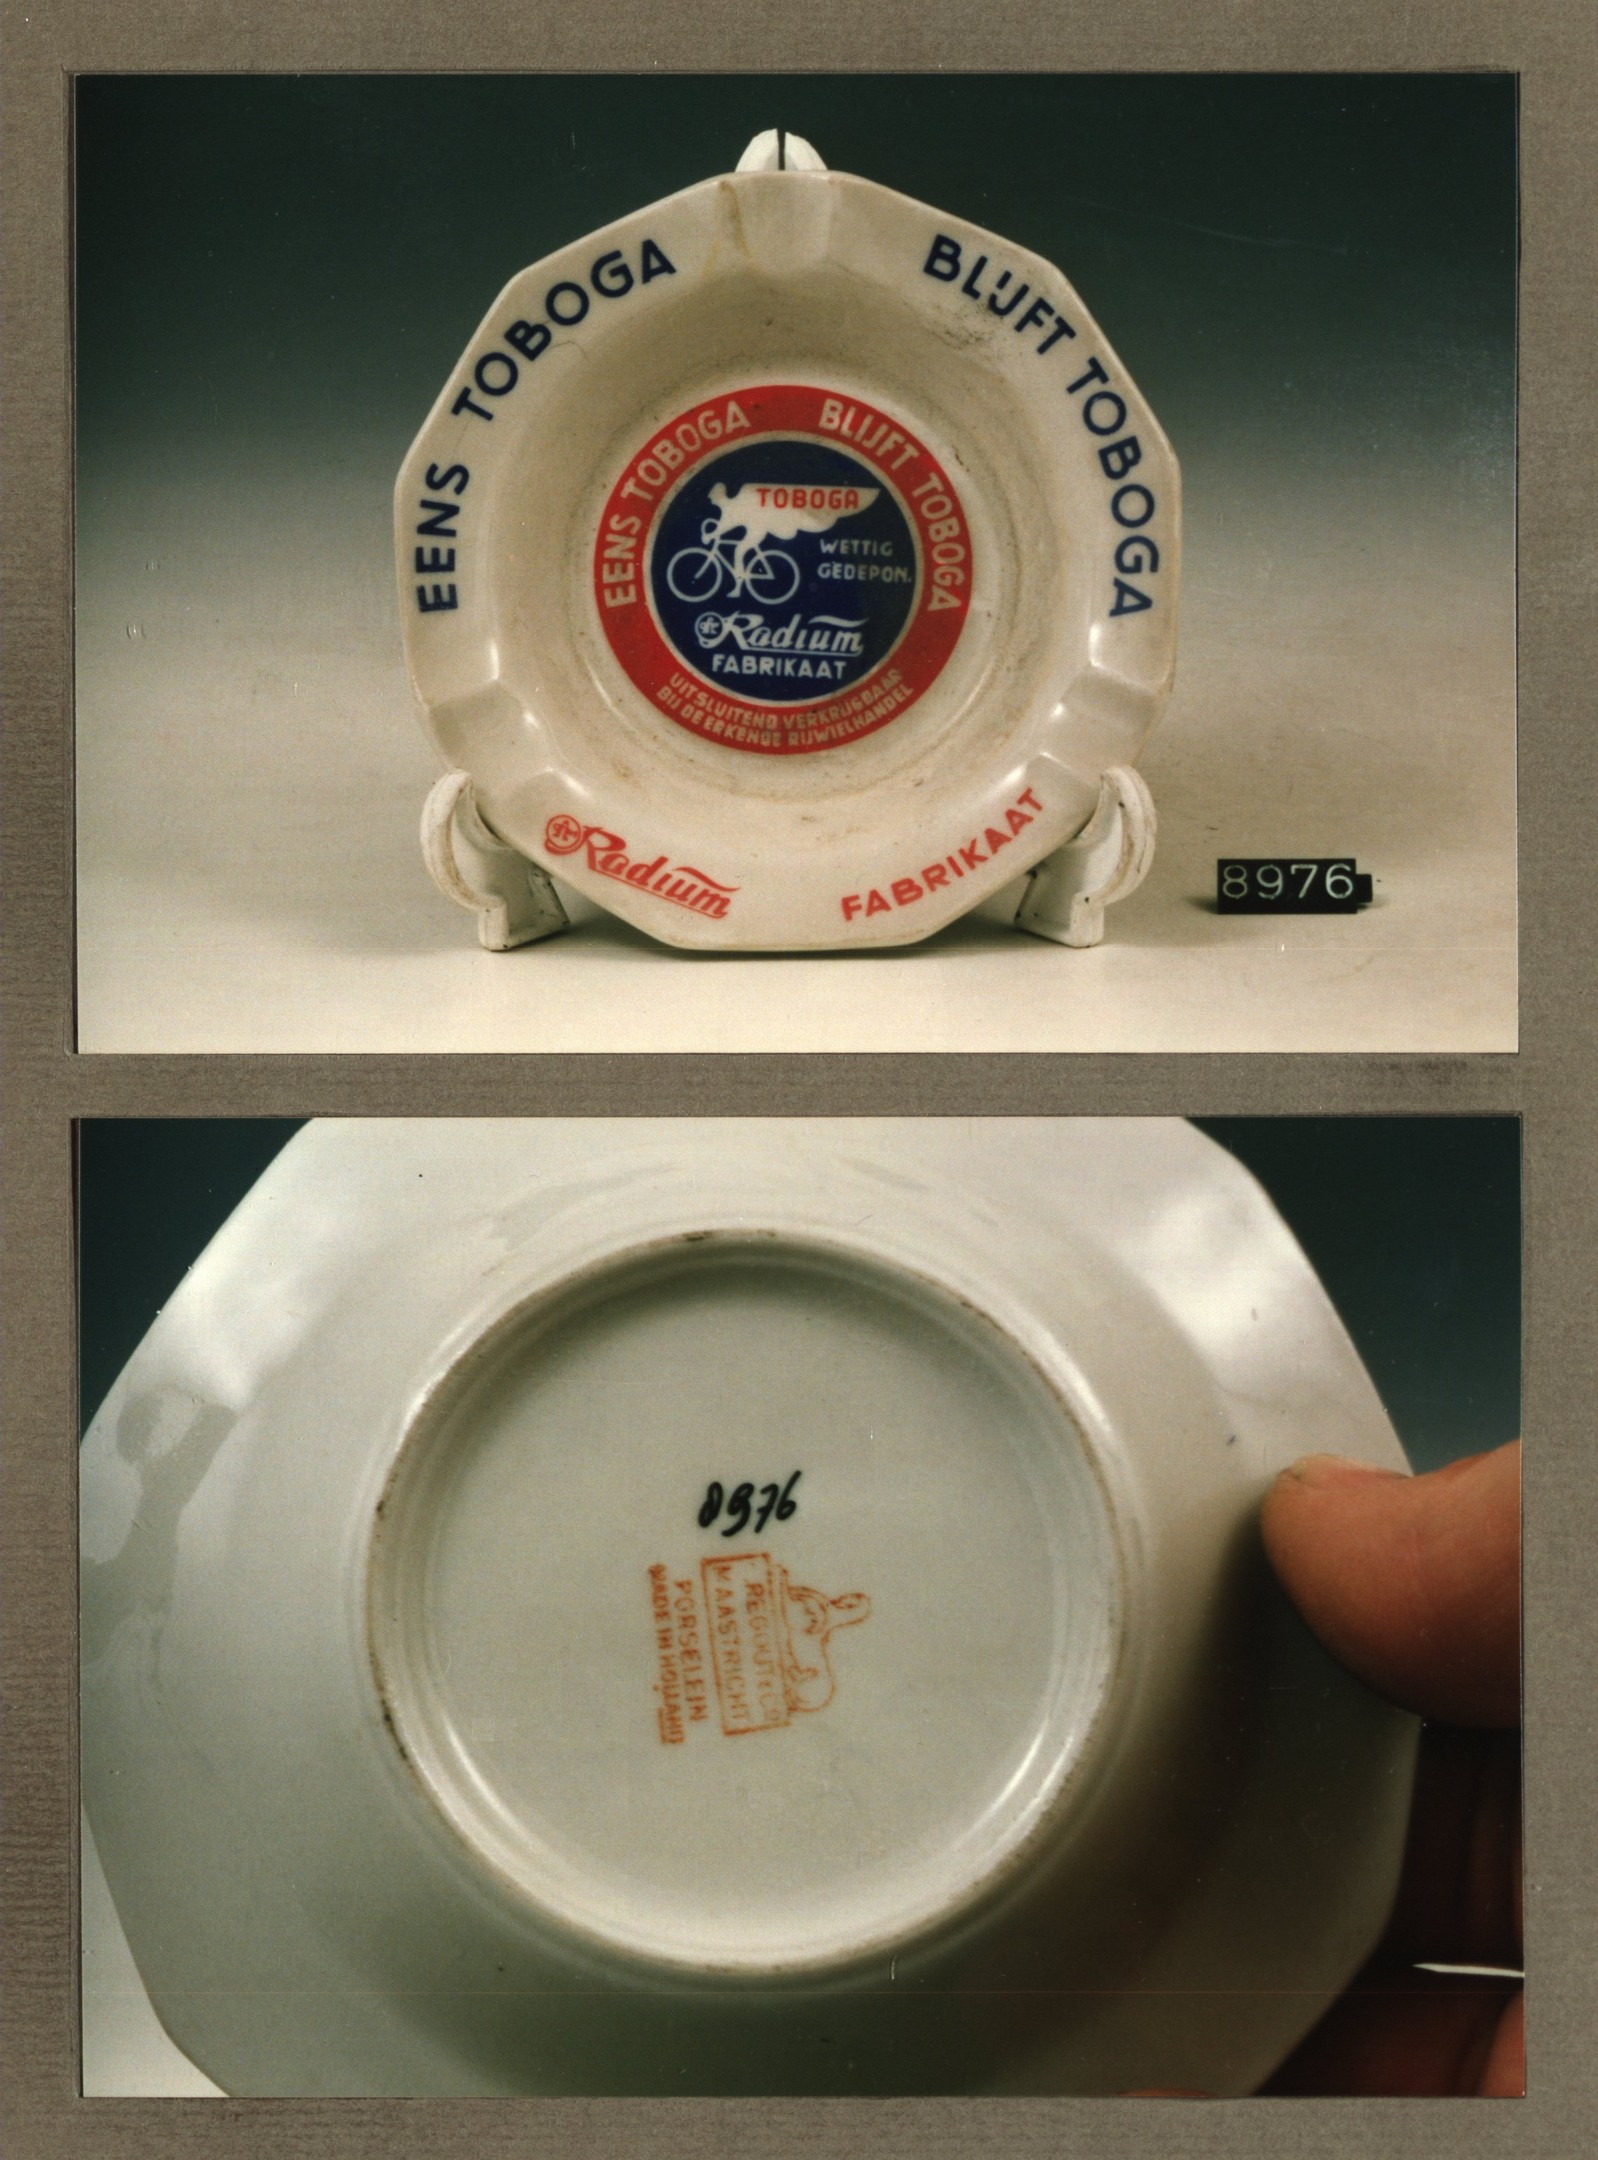 EENS TOBOGA BLIJFT TOBOGA
EENS TOBOGA BLIJFT TOBOGA
TOBOGA
WETTIG
GEDEPON.
Radium
FABRIKAAT
UITSLUITEND VERKRIJGBAAR
BIJ DE ERKENDE RIJWIELHANDEL
Radium FABRIKAAT
8976
8976
REGOUT & CO
MAASTRICHT
PORSELEIN
MADE IN HOLLAND